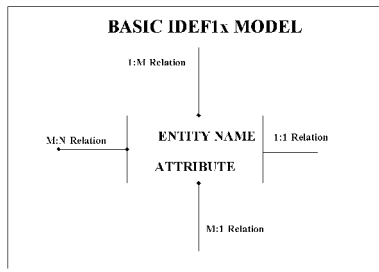 BASIC IDEF1x MODEL
1:M Relation
M:N Relation
ENTITY NAME
1:1 Relation
ATTRIBUTE
M:1 Relation